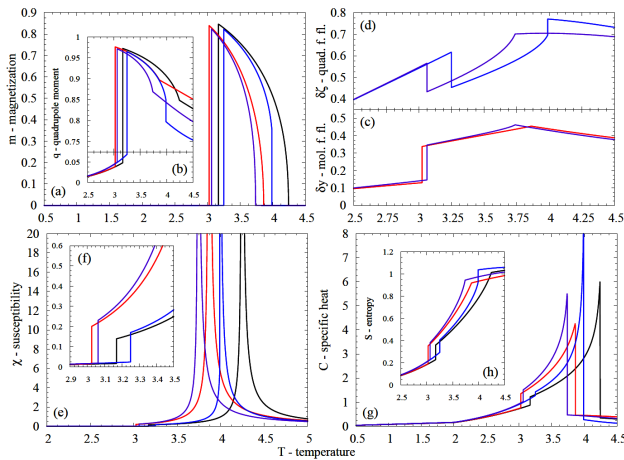 0.9
0.8
0.7
0.6
0.5
0.4
0.3
0.2
0.1
0
m - magnetization
0.5 1 1.5 2 2.5 3 3.5 4 4.5
(a)
1
0.95
0.9
0.85
0.8
0.75
0.7
0.05
0
q - quadrupole moment
2.5 3 3.5 4 4.5
(b)
0.8
0.7
0.6
0.5
0.4
δζ - quad. f. fl.
(d)
0.5
0.4
0.3
0.2
0.1
0
δγ - mol. f. fl.
(c)
2.5 2.75 3 3.25 3.5 3.75 4 4.25 4.5
20
18
16
14
12
10
8
6
4
2
0
χ - susceptibility
2 2.5 3 3.5 4 4.5 5
(e)
0.6
0.5
0.4
0.3
0.2
0.1
0
2.9 3 3.1 3.2 3.3 3.4 3.5
(f)
8
7
6
5
4
3
2
1
0
C - specific heat
0.5 1 1.5 2 2.5 3 3.5 4 4.5
(g)
1.2
1.0
0.8
0.6
0.4
0.2
0
S - entropy
2.5 3 3.5 4 4.5
(h)
T - temperature